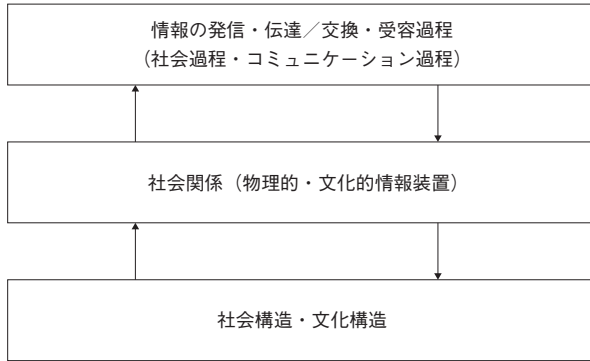 情報の発信・伝達／交換・受容過程
（社会過程・コミュニケーション過程）
社会関係（物理的・文化的情報装置）
社会構造・文化構造